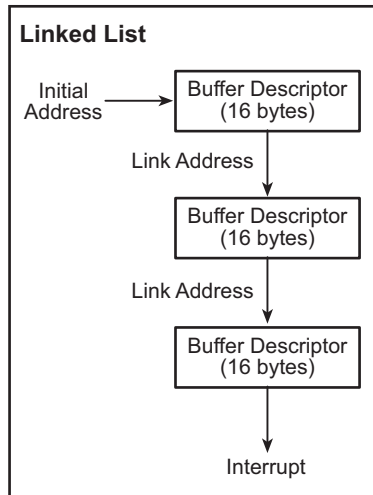 Linked List
Initial
Address
Buffer Descriptor
(16 bytes)
Link Address
Buffer Descriptor
(16 bytes)
Link Address
Buffer Descriptor
(16 bytes)
Interrupt